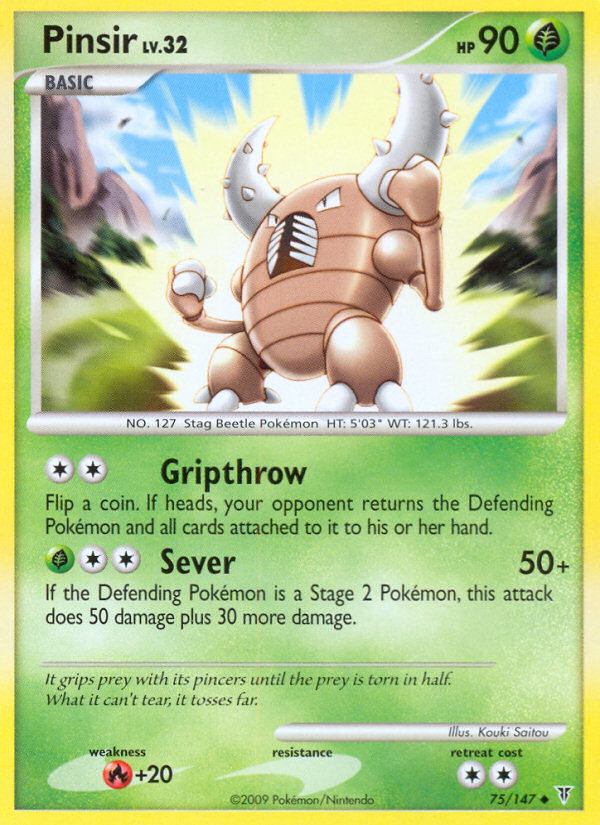 Pinsir LV.32 HP 90
BASIC
NO. 127 Stag Beetle Pokémon HT: 5'03" WT: 121.3 lbs.
Gripthrow
Flip a coin. If heads, your opponent returns the Defending
Pokémon and all cards attached to it to his or her hand.
Sever 50+
If the Defending Pokémon is a Stage 2 Pokémon, this attack
does 50 damage plus 30 more damage.
It grips prey with its pincers until the prey is torn in half.
What it can't tear, it tosses far.
Illus. Kouki Saitou
weakness resistance retreat cost
+20
©2009 Pokémon/Nintendo 75/147